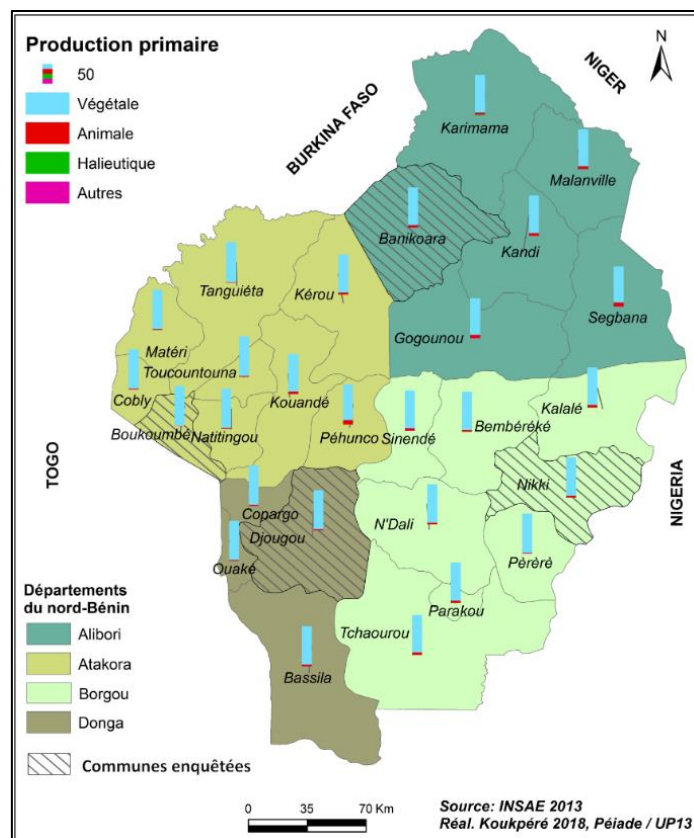 Production primaire
50
Végétale
Animale
Halieutique
Autres
N
NIGER
BURKINA FASO
TOGO
NIGERIA
Karimama
Malanville
Banikoara
Kandi
Segbana
Gogounou
Tanguiéta
Kérou
Matéri
Toucountouna
Cobly
Kouandé
Boukoumbé
Natitingou
Péhunco
Sinendé
Bembéréké
Kalalé
Nikki
N'Dali
Pèrèrè
Parakou
Tchaourou
Copargo
Djougou
Ouaké
Bassila
Départements
du nord-Bénin
Alibori
Atakora
Borgou
Donga
Communes enquêtées
0 35 70 Km
Source: INSAE 2013
Réal. Koukpéré 2018, Péiade / UP13